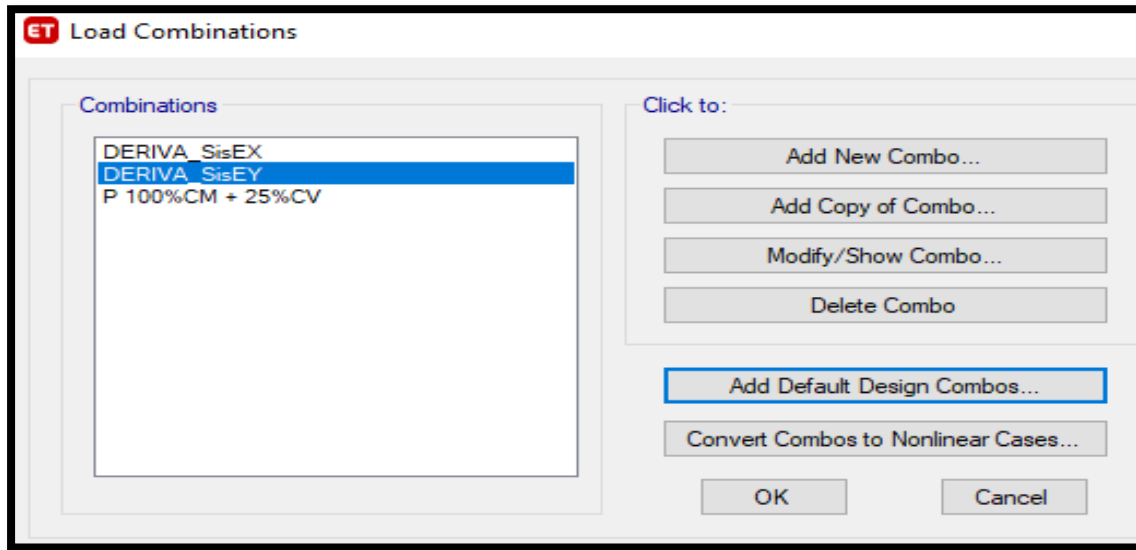 ET Load Combinations
Combinations
DERIVA_SisEX
DERIVA_SisEY
P 100%CM + 25%CV
Click to:
Add New Combo...
Add Copy of Combo...
Modify/Show Combo...
Delete Combo
Add Default Design Combos...
Convert Combos to Nonlinear Cases...
OK
Cancel